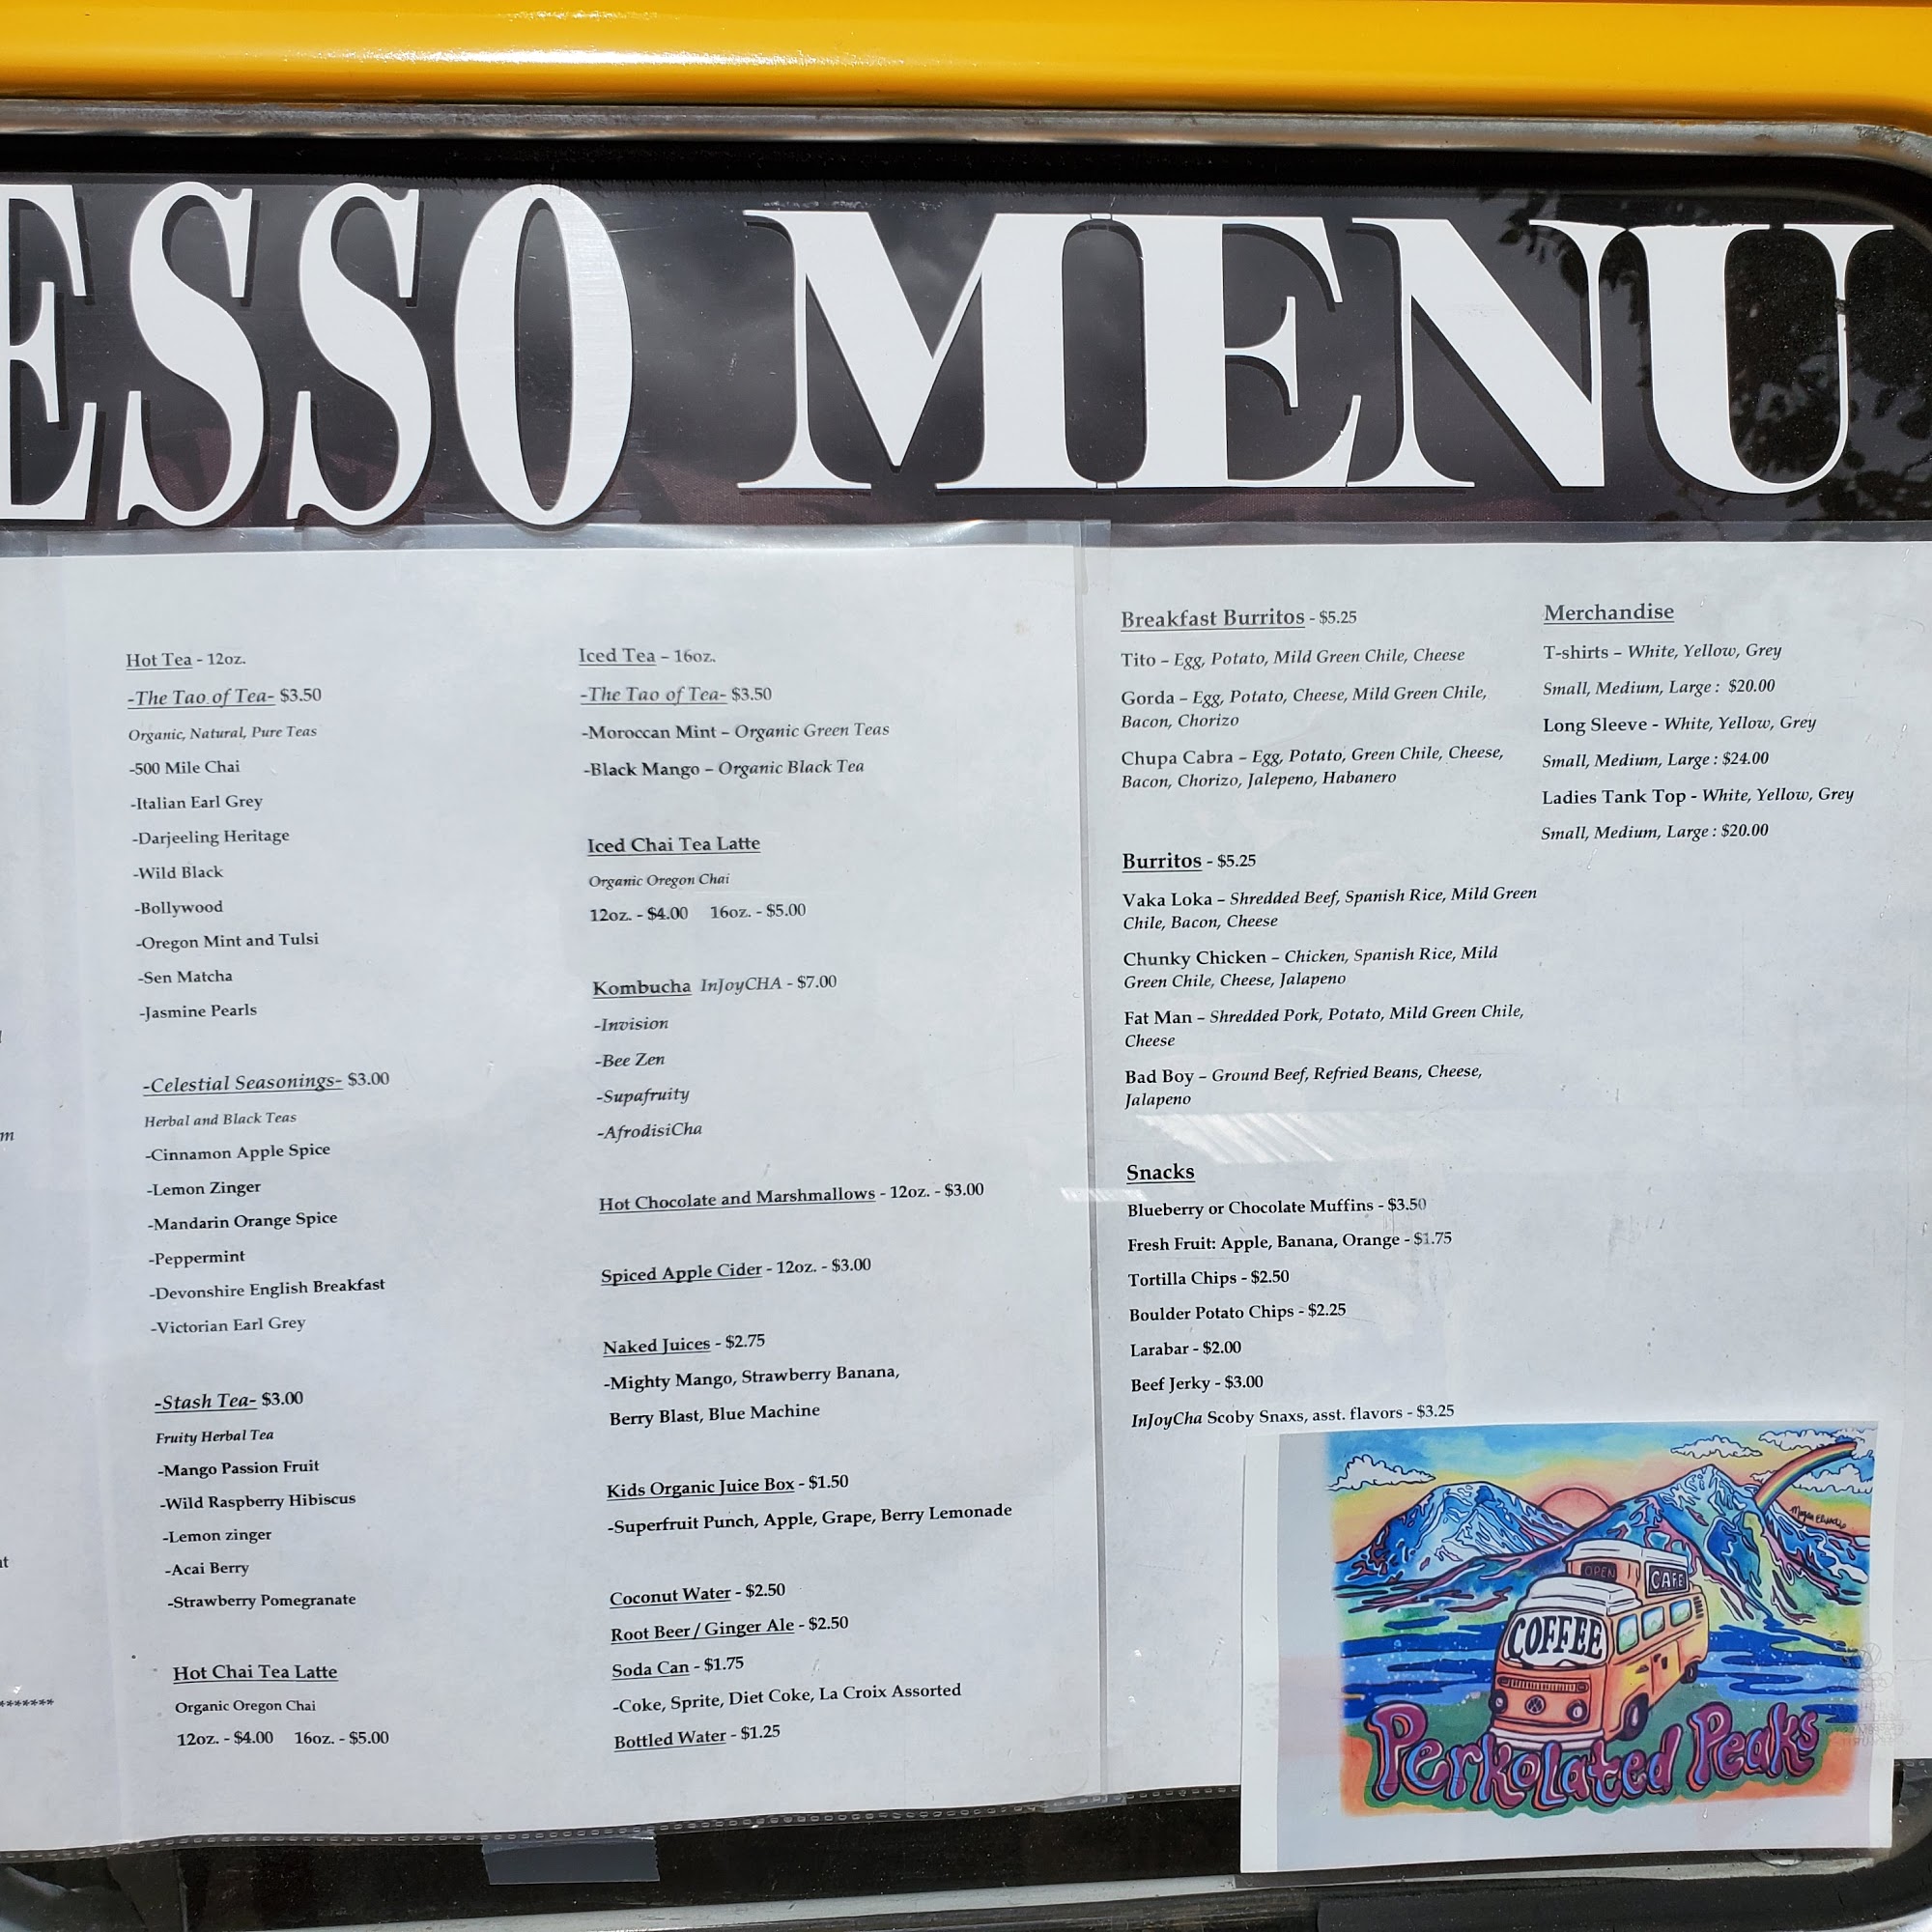 ESSO MENU
Hot Tea - 12oz.
-The Tao of Tea- $3.50
Organic, Natural, Pure Teas
-500 Mile Chai
-Italian Earl Grey
-Darjeeling Heritage
-Wild Black
-Bollywood
-Oregon Mint and Tulsi
-Sen Matcha
-Jasmine Pearls
-Celestial Seasonings- $3.00
Herbal and Black Teas
-Cinnamon Apple Spice
-Lemon Zinger
-Mandarin Orange Spice
-Peppermint
-Devonshire English Breakfast
-Victorian Earl Grey
-Stash Tea- $3.00
Fruity Herbal Tea
-Mango Passion Fruit
-Wild Raspberry Hibiscus
-Lemon zinger
-Acai Berry
-Strawberry Pomegranate
Hot Chai Tea Latte
Organic Oregon Chai
12oz. - $4.00 16oz. - $5.00
Iced Tea – 16oz.
-The Tao of Tea- $3.50
-Moroccan Mint – Organic Green Teas
-Black Mango – Organic Black Tea
Iced Chai Tea Latte
Organic Oregon Chai
12oz. - $4.00 16oz. - $5.00
Kombucha InJoyCHA - $7.00
-Invision
-Bee Zen
-Supafruity
-AfrodisiCha
Hot Chocolate and Marshmallows - 12oz. - $3.00
Spiced Apple Cider - 12oz. - $3.00
Naked Juices - $2.75
-Mighty Mango, Strawberry Banana,
Berry Blast, Blue Machine
Kids Organic Juice Box - $1.50
-Superfruit Punch, Apple, Grape, Berry Lemonade
Coconut Water - $2.50
Root Beer / Ginger Ale - $2.50
Soda Can - $1.75
-Coke, Sprite, Diet Coke, La Croix Assorted
Bottled Water - $1.25
Breakfast Burritos - $5.25
Tito – Egg, Potato, Mild Green Chile, Cheese
Gorda – Egg, Potato, Cheese, Mild Green Chile,
Bacon, Chorizo
Chupa Cabra – Egg, Potato, Green Chile, Cheese,
Bacon, Chorizo, Jalepeno, Habanero
Burritos - $5.25
Vaka Loka – Shredded Beef, Spanish Rice, Mild Green
Chile, Bacon, Cheese
Chunky Chicken – Chicken, Spanish Rice, Mild
Green Chile, Cheese, Jalapeno
Fat Man – Shredded Pork, Potato, Mild Green Chile,
Cheese
Bad Boy – Ground Beef, Refried Beans, Cheese,
Jalapeno
Snacks
Blueberry or Chocolate Muffins - $3.50
Fresh Fruit: Apple, Banana, Orange - $1.75
Tortilla Chips - $2.50
Boulder Potato Chips - $2.25
Larabar - $2.00
Beef Jerky - $3.00
InJoyCha Scoby Snaxs, asst. flavors - $3.25
Merchandise
T-shirts – White, Yellow, Grey
Small, Medium, Large : $20.00
Long Sleeve - White, Yellow, Grey
Small, Medium, Large : $24.00
Ladies Tank Top - White, Yellow, Grey
Small, Medium, Large : $20.00
OPEN
CAFE
COFFEE
Perkolated Peaks